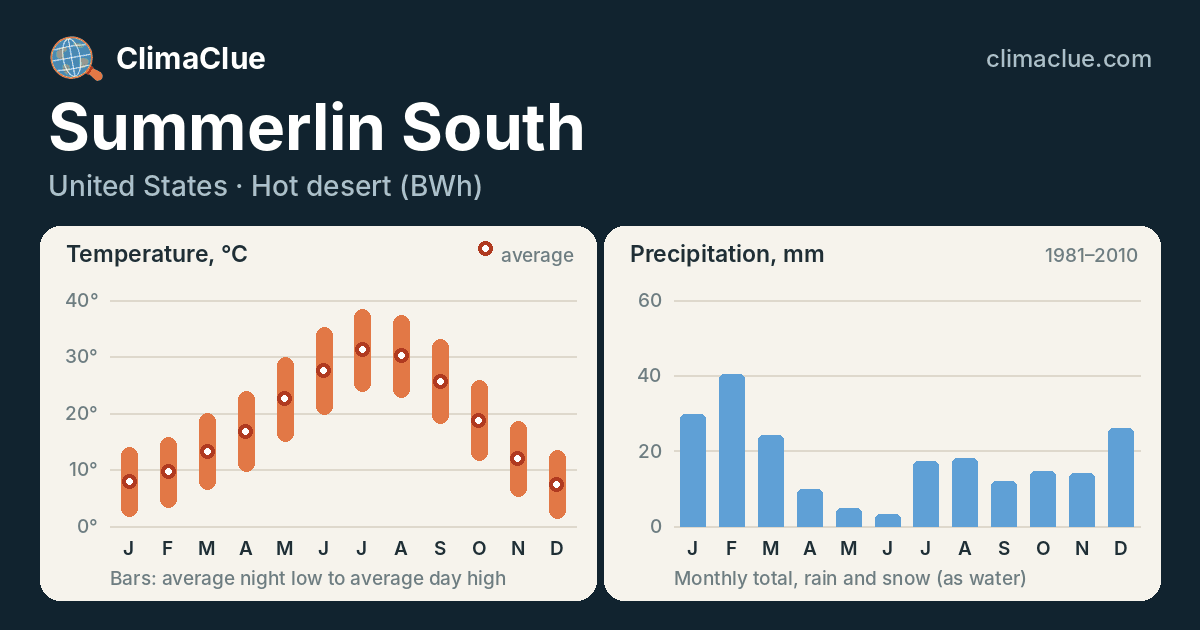 ClimaClue
climaclue.com
Summerlin South
United States · Hot desert (BWh)
Temperature, °C
average
40°
30°
20°
10°
0°
J F M A M J J A S O N D
Bars: average night low to average day high
Precipitation, mm
1981–2010
60
40
20
0
J F M A M J J A S O N D
Monthly total, rain and snow (as water)